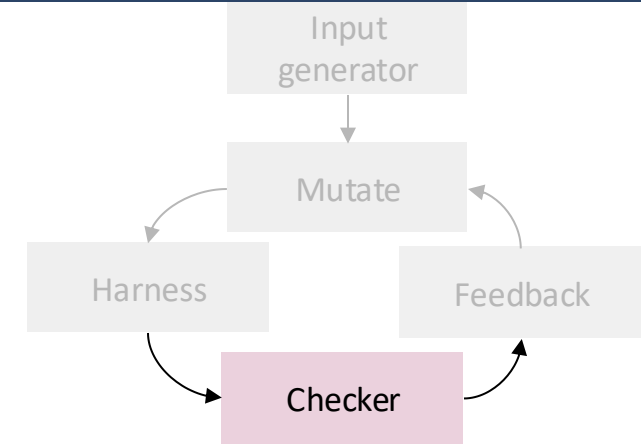 Input
generator
Mutate
Harness
Feedback
Checker